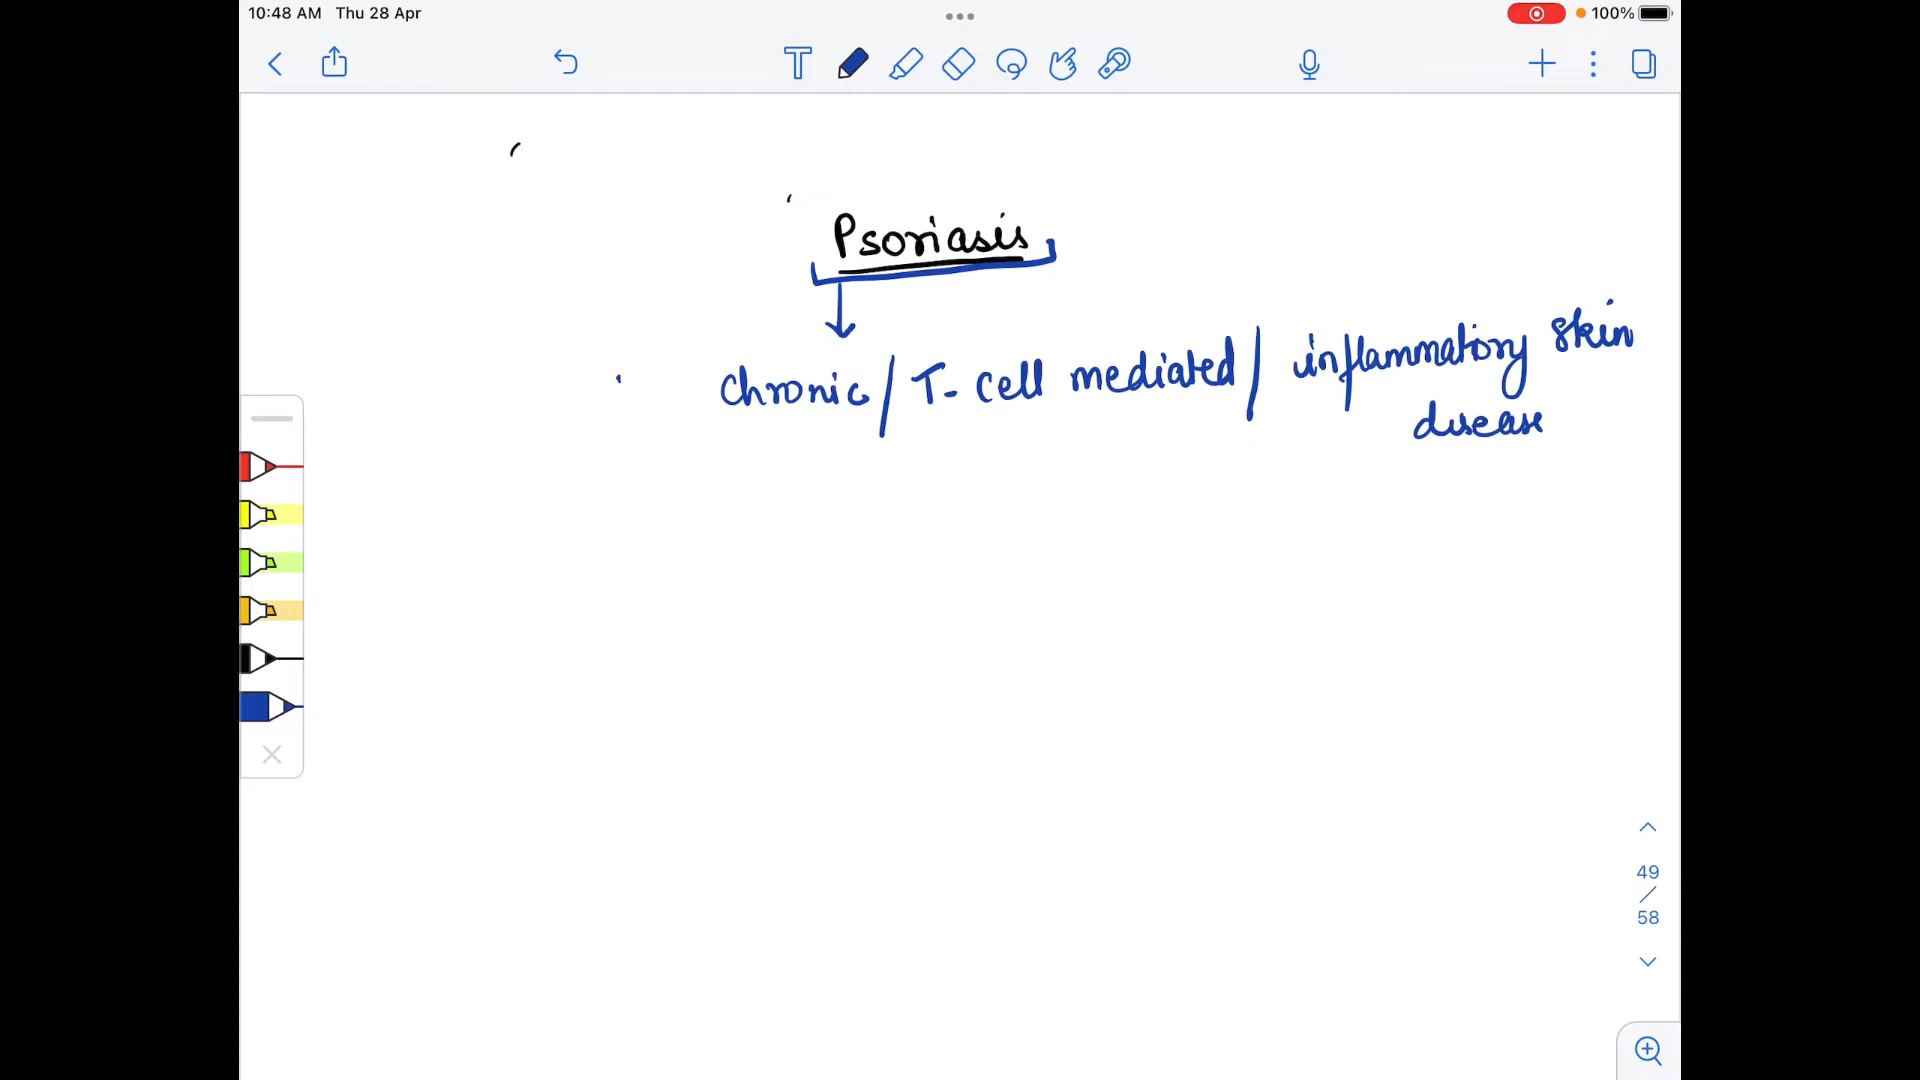 10:48 AM Thu 28 Apr
100%
T
Psoriasis
Chronic / T-cell mediated / inflammatory skin
disease
49
/
58